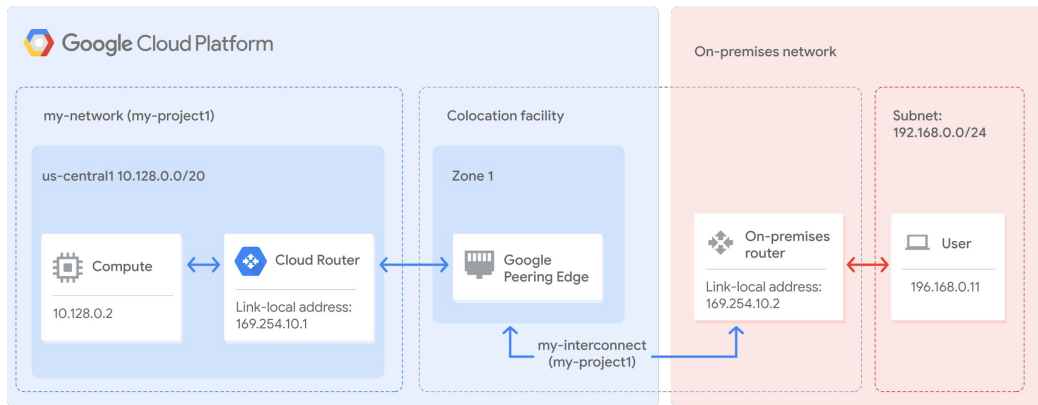 Google Cloud Platform
On-premises network
my-network (my-project1)
Colocation facility
Subnet:
192.168.0.0/24
us-central1 10.128.0.0/20
Zone 1
Compute
10.128.0.2
Cloud Router
Link-local address:
169.254.10.1
Google
Peering Edge
On-premises
router
Link-local address:
169.254.10.2
User
196.168.0.11
my-interconnect
(my-project1)